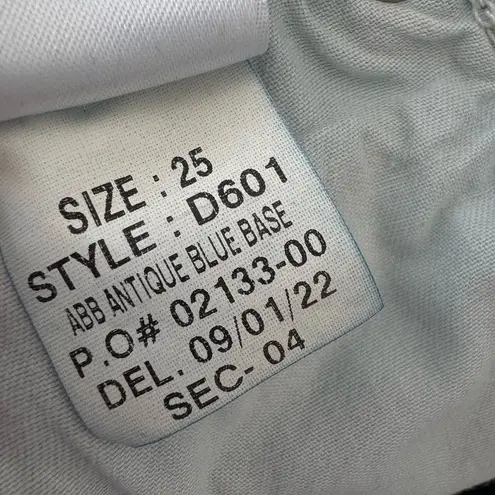 SIZE : 25
STYLE : D601
ABB ANTIQUE BLUE BASE
P.O# 02133-00
DEL. 09/01/22
SEC- 04